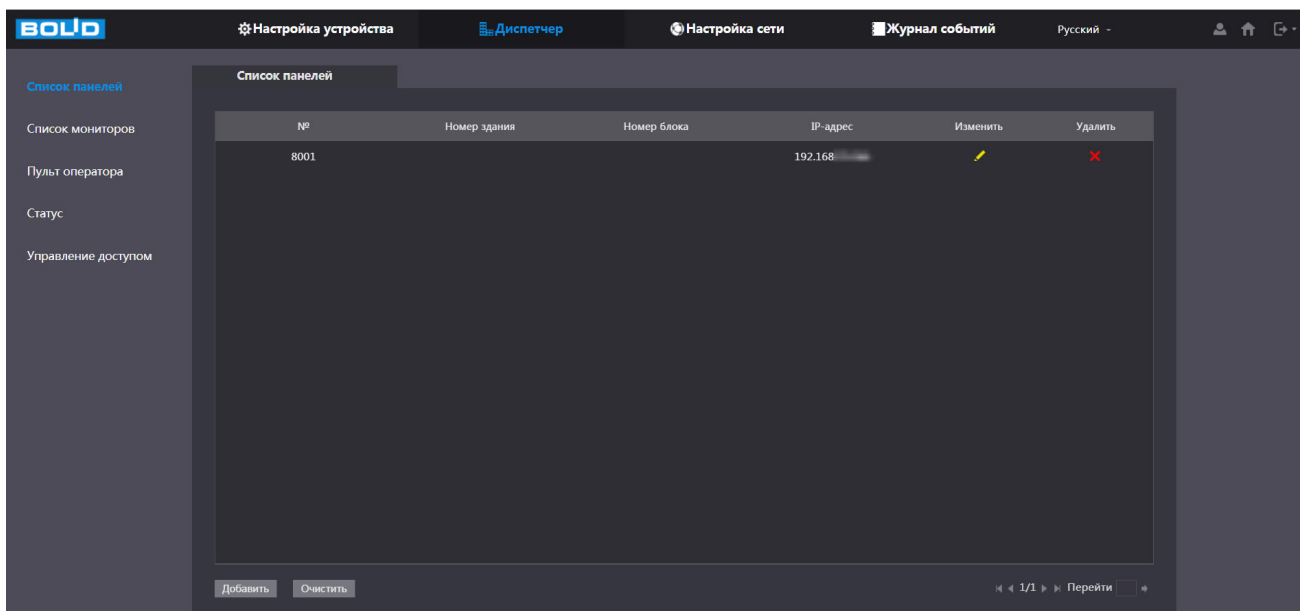 BOLID Настройка устройства Диспетчер Настройка сети Журнал событий Русский
Список панелей
Список мониторов
Пульт оператора
Статус
Управление доступом
Список панелей
№ Номер здания Номер блока IP-адрес Изменить Удалить
8001 192.168
Добавить Очистить 1/1 Перейти